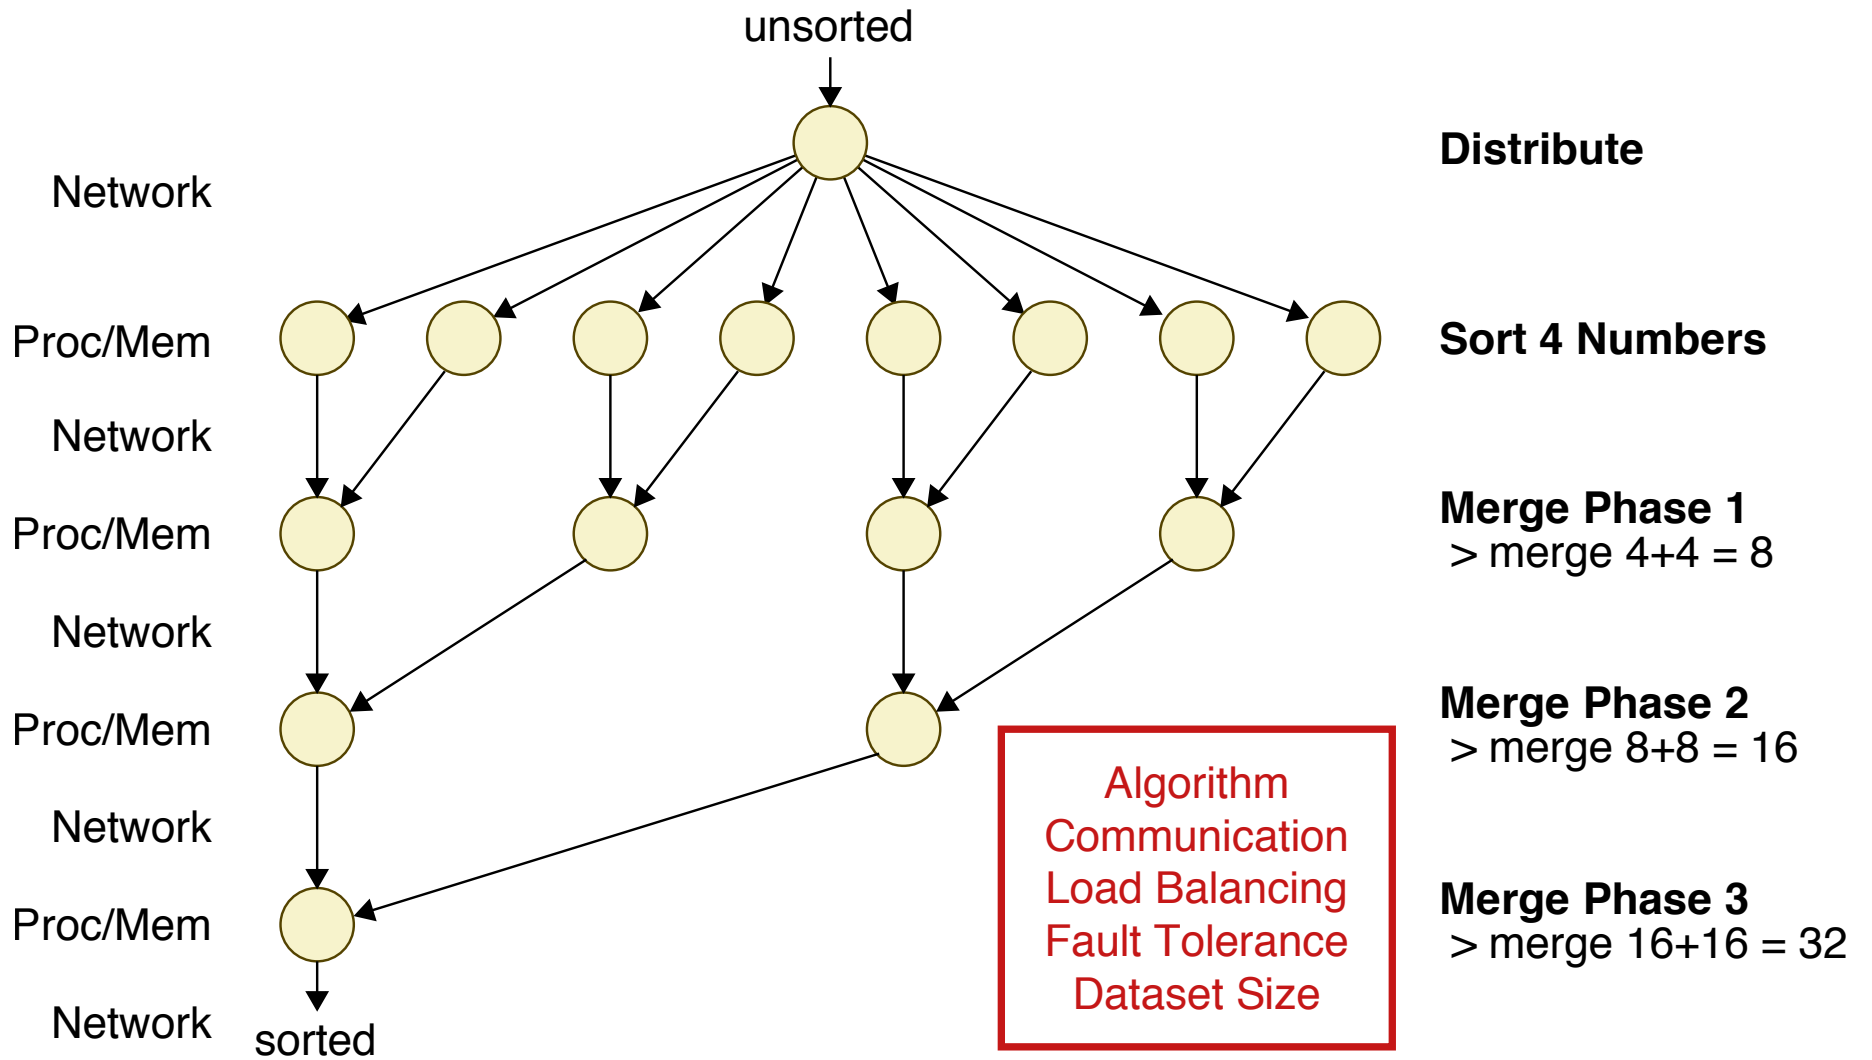 unsorted
Network
Distribute
Proc/Mem
Sort 4 Numbers
Network
Proc/Mem
Merge Phase 1
> merge 4+4 = 8
Network
Proc/Mem
Merge Phase 2
> merge 8+8 = 16
Algorithm
Communication
Load Balancing
Fault Tolerance
Dataset Size
Network
Proc/Mem
Merge Phase 3
> merge 16+16 = 32
Network
sorted